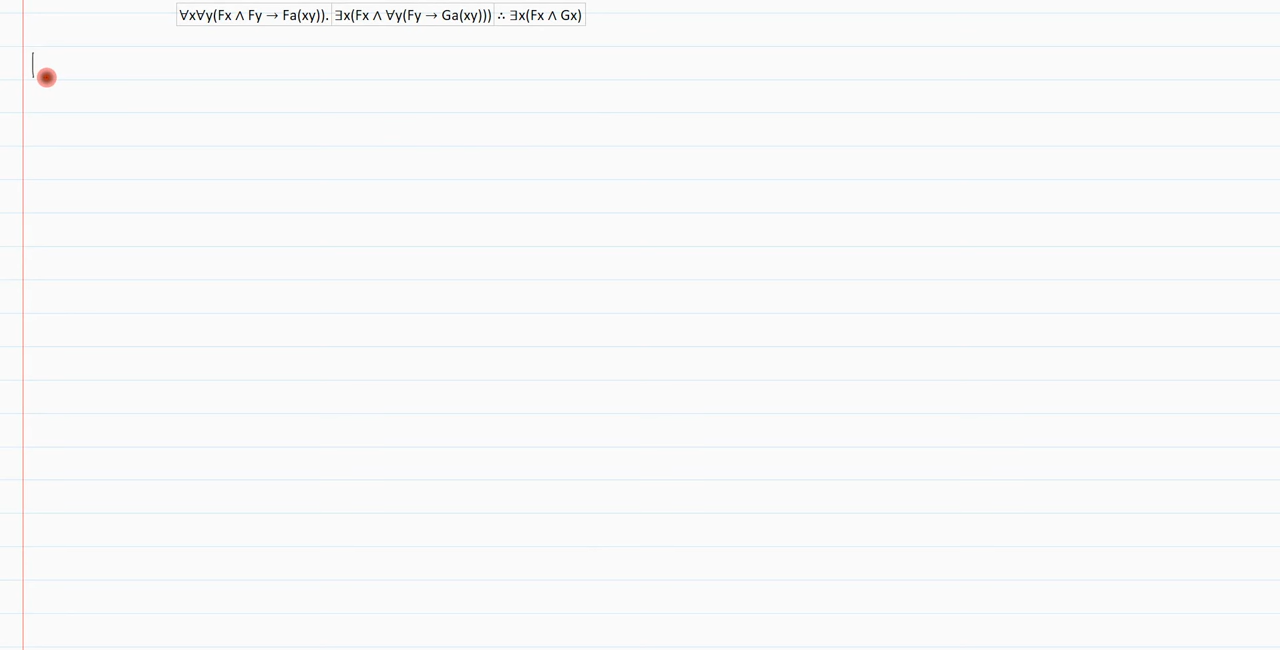 ∀x∀y(Fx ∧ Fy → Fa(xy)). ∃x(Fx ∧ ∀y(Fy → Ga(xy))) ∴ ∃x(Fx ∧ Gx)